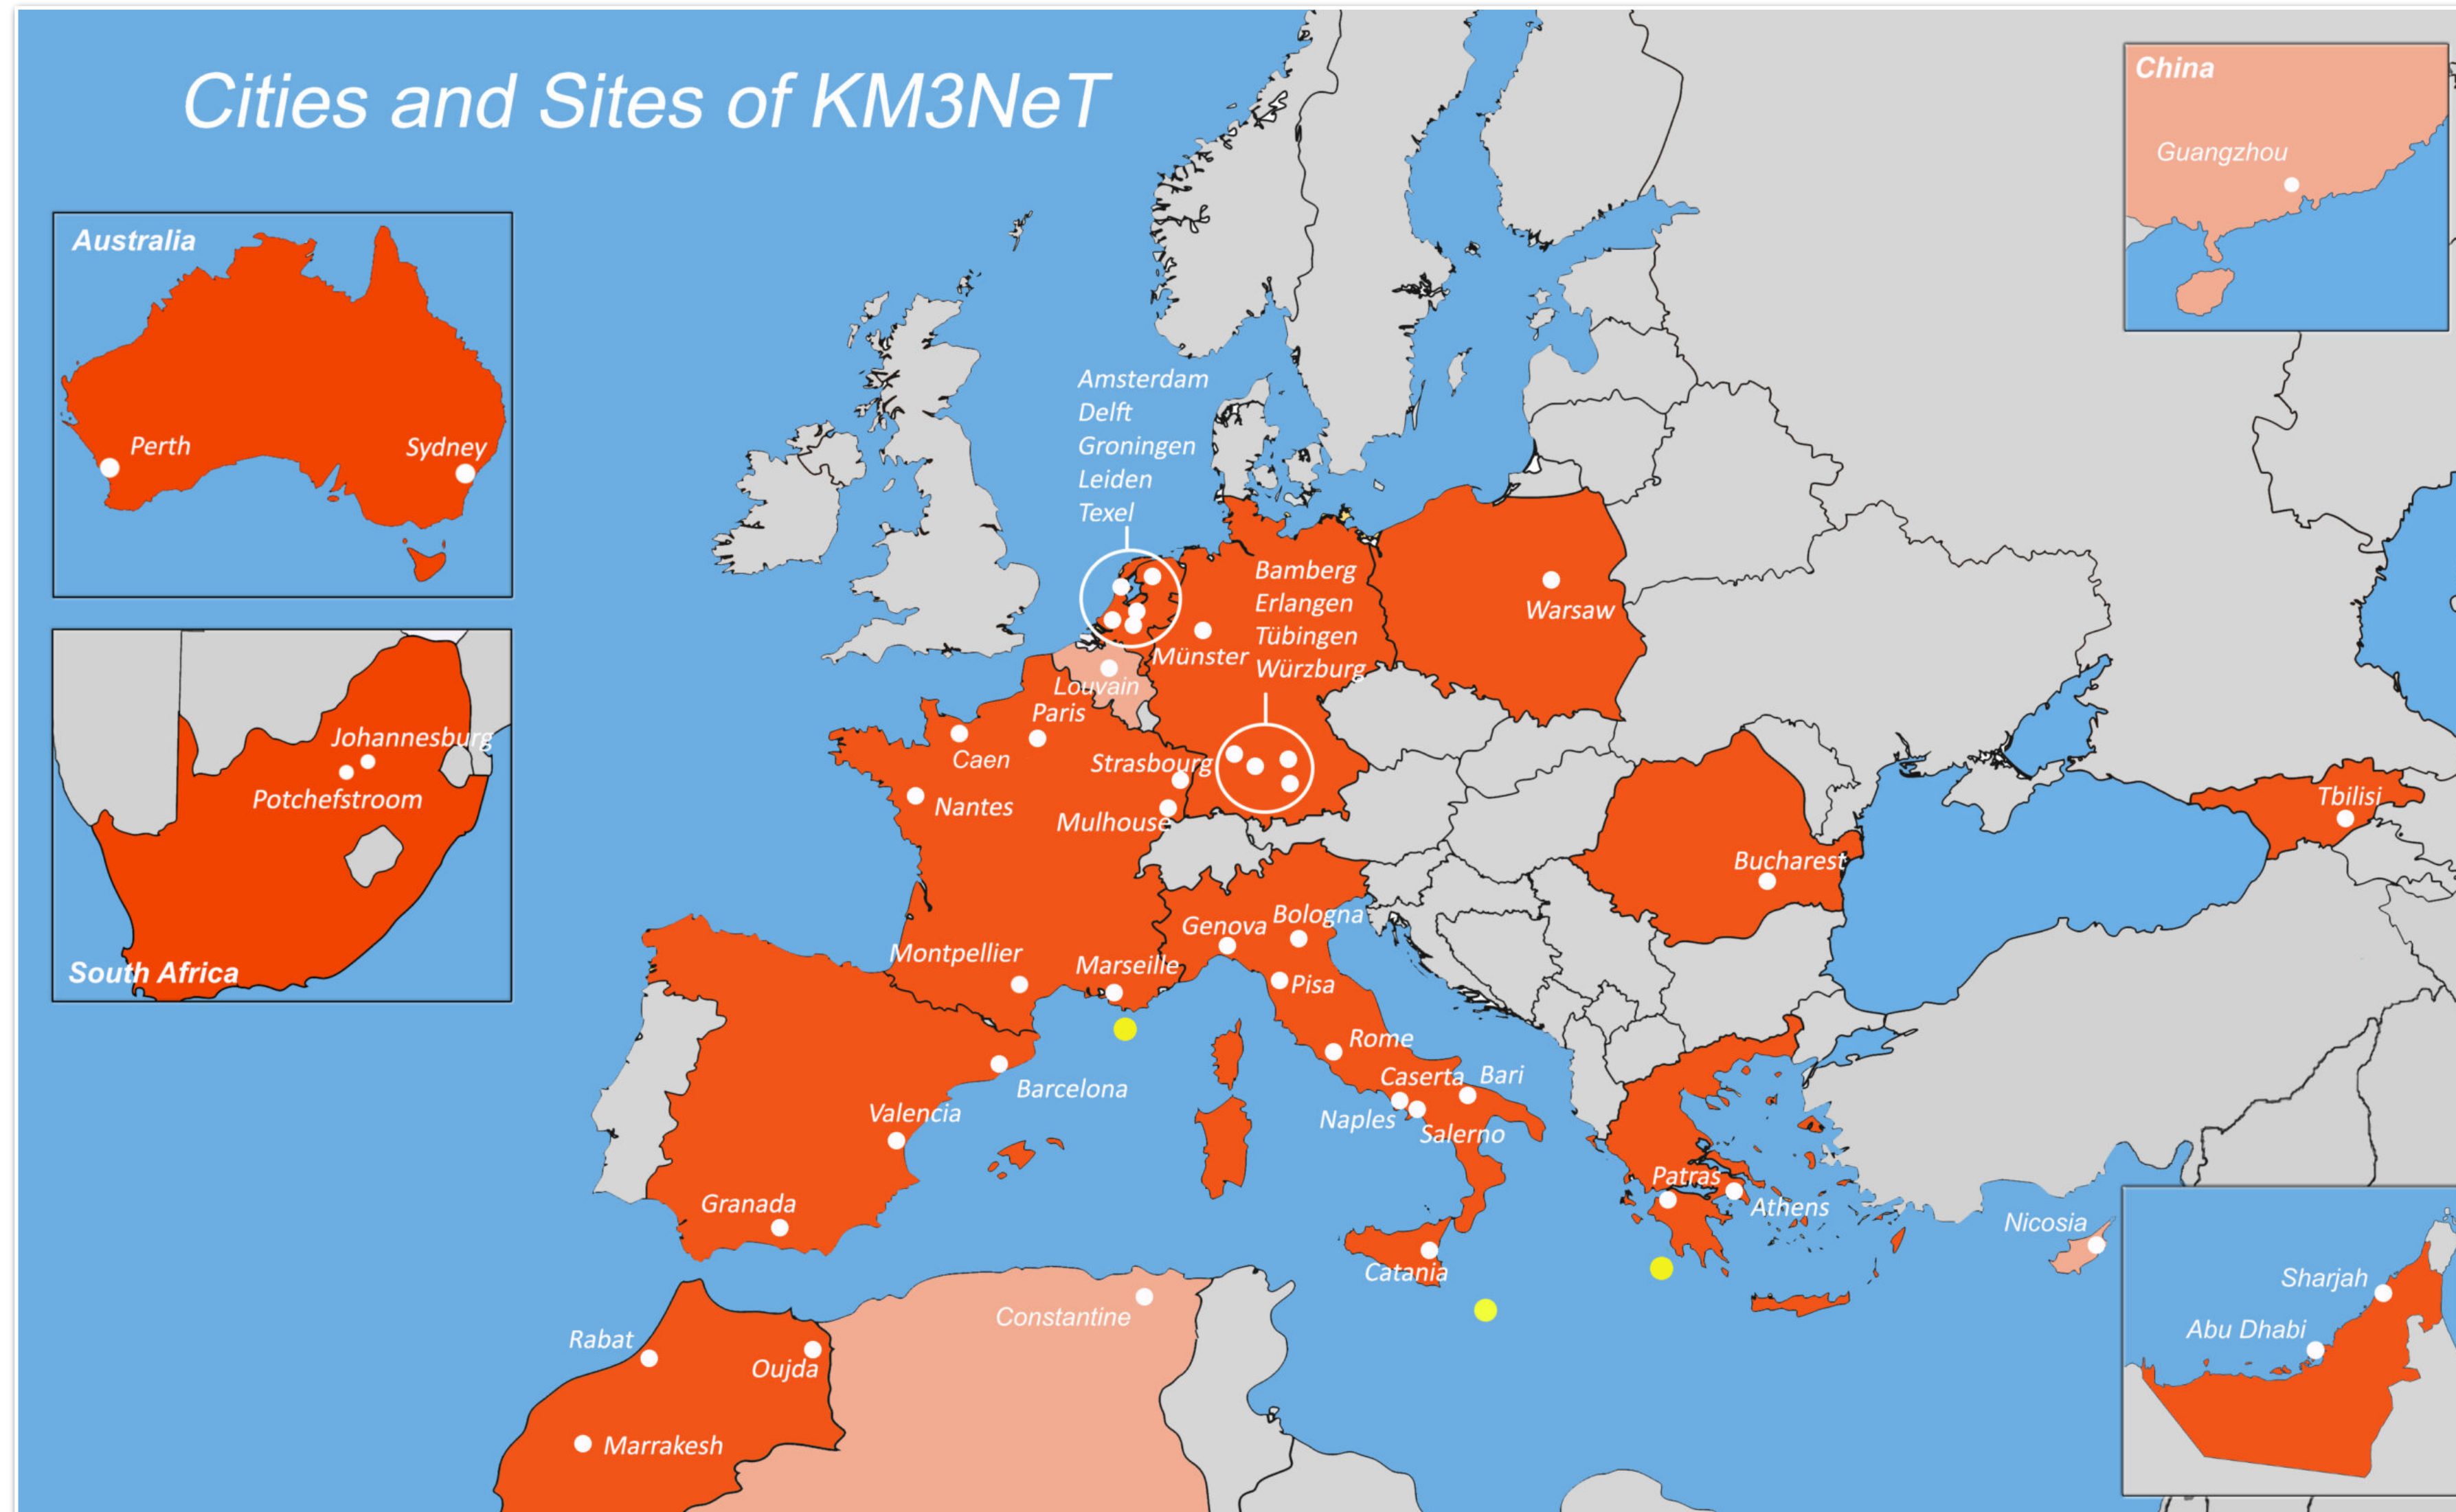 Cities and Sites of KM3NeT
China
Guangzhou
Australia
Perth
Sydney
Amsterdam
Delft
Groningen
Leiden
Texel
Bamberg
Erlangen
Tübingen
Würzburg
Warsaw
Münster
Louvain
Paris
Caen
Strasbourg
Nantes
Mulhouse
Johannesburg
Potchefstroom
South Africa
Tbilisi
Bucharest
Genova
Bologna
Montpellier
Marseille
Pisa
Rome
Barcelona
Caserta
Bari
Valencia
Naples
Salerno
Granada
Patras
Athens
Catania
Nicosia
Sharjah
Abu Dhabi
Constantine
Rabat
Oujda
Marrakesh